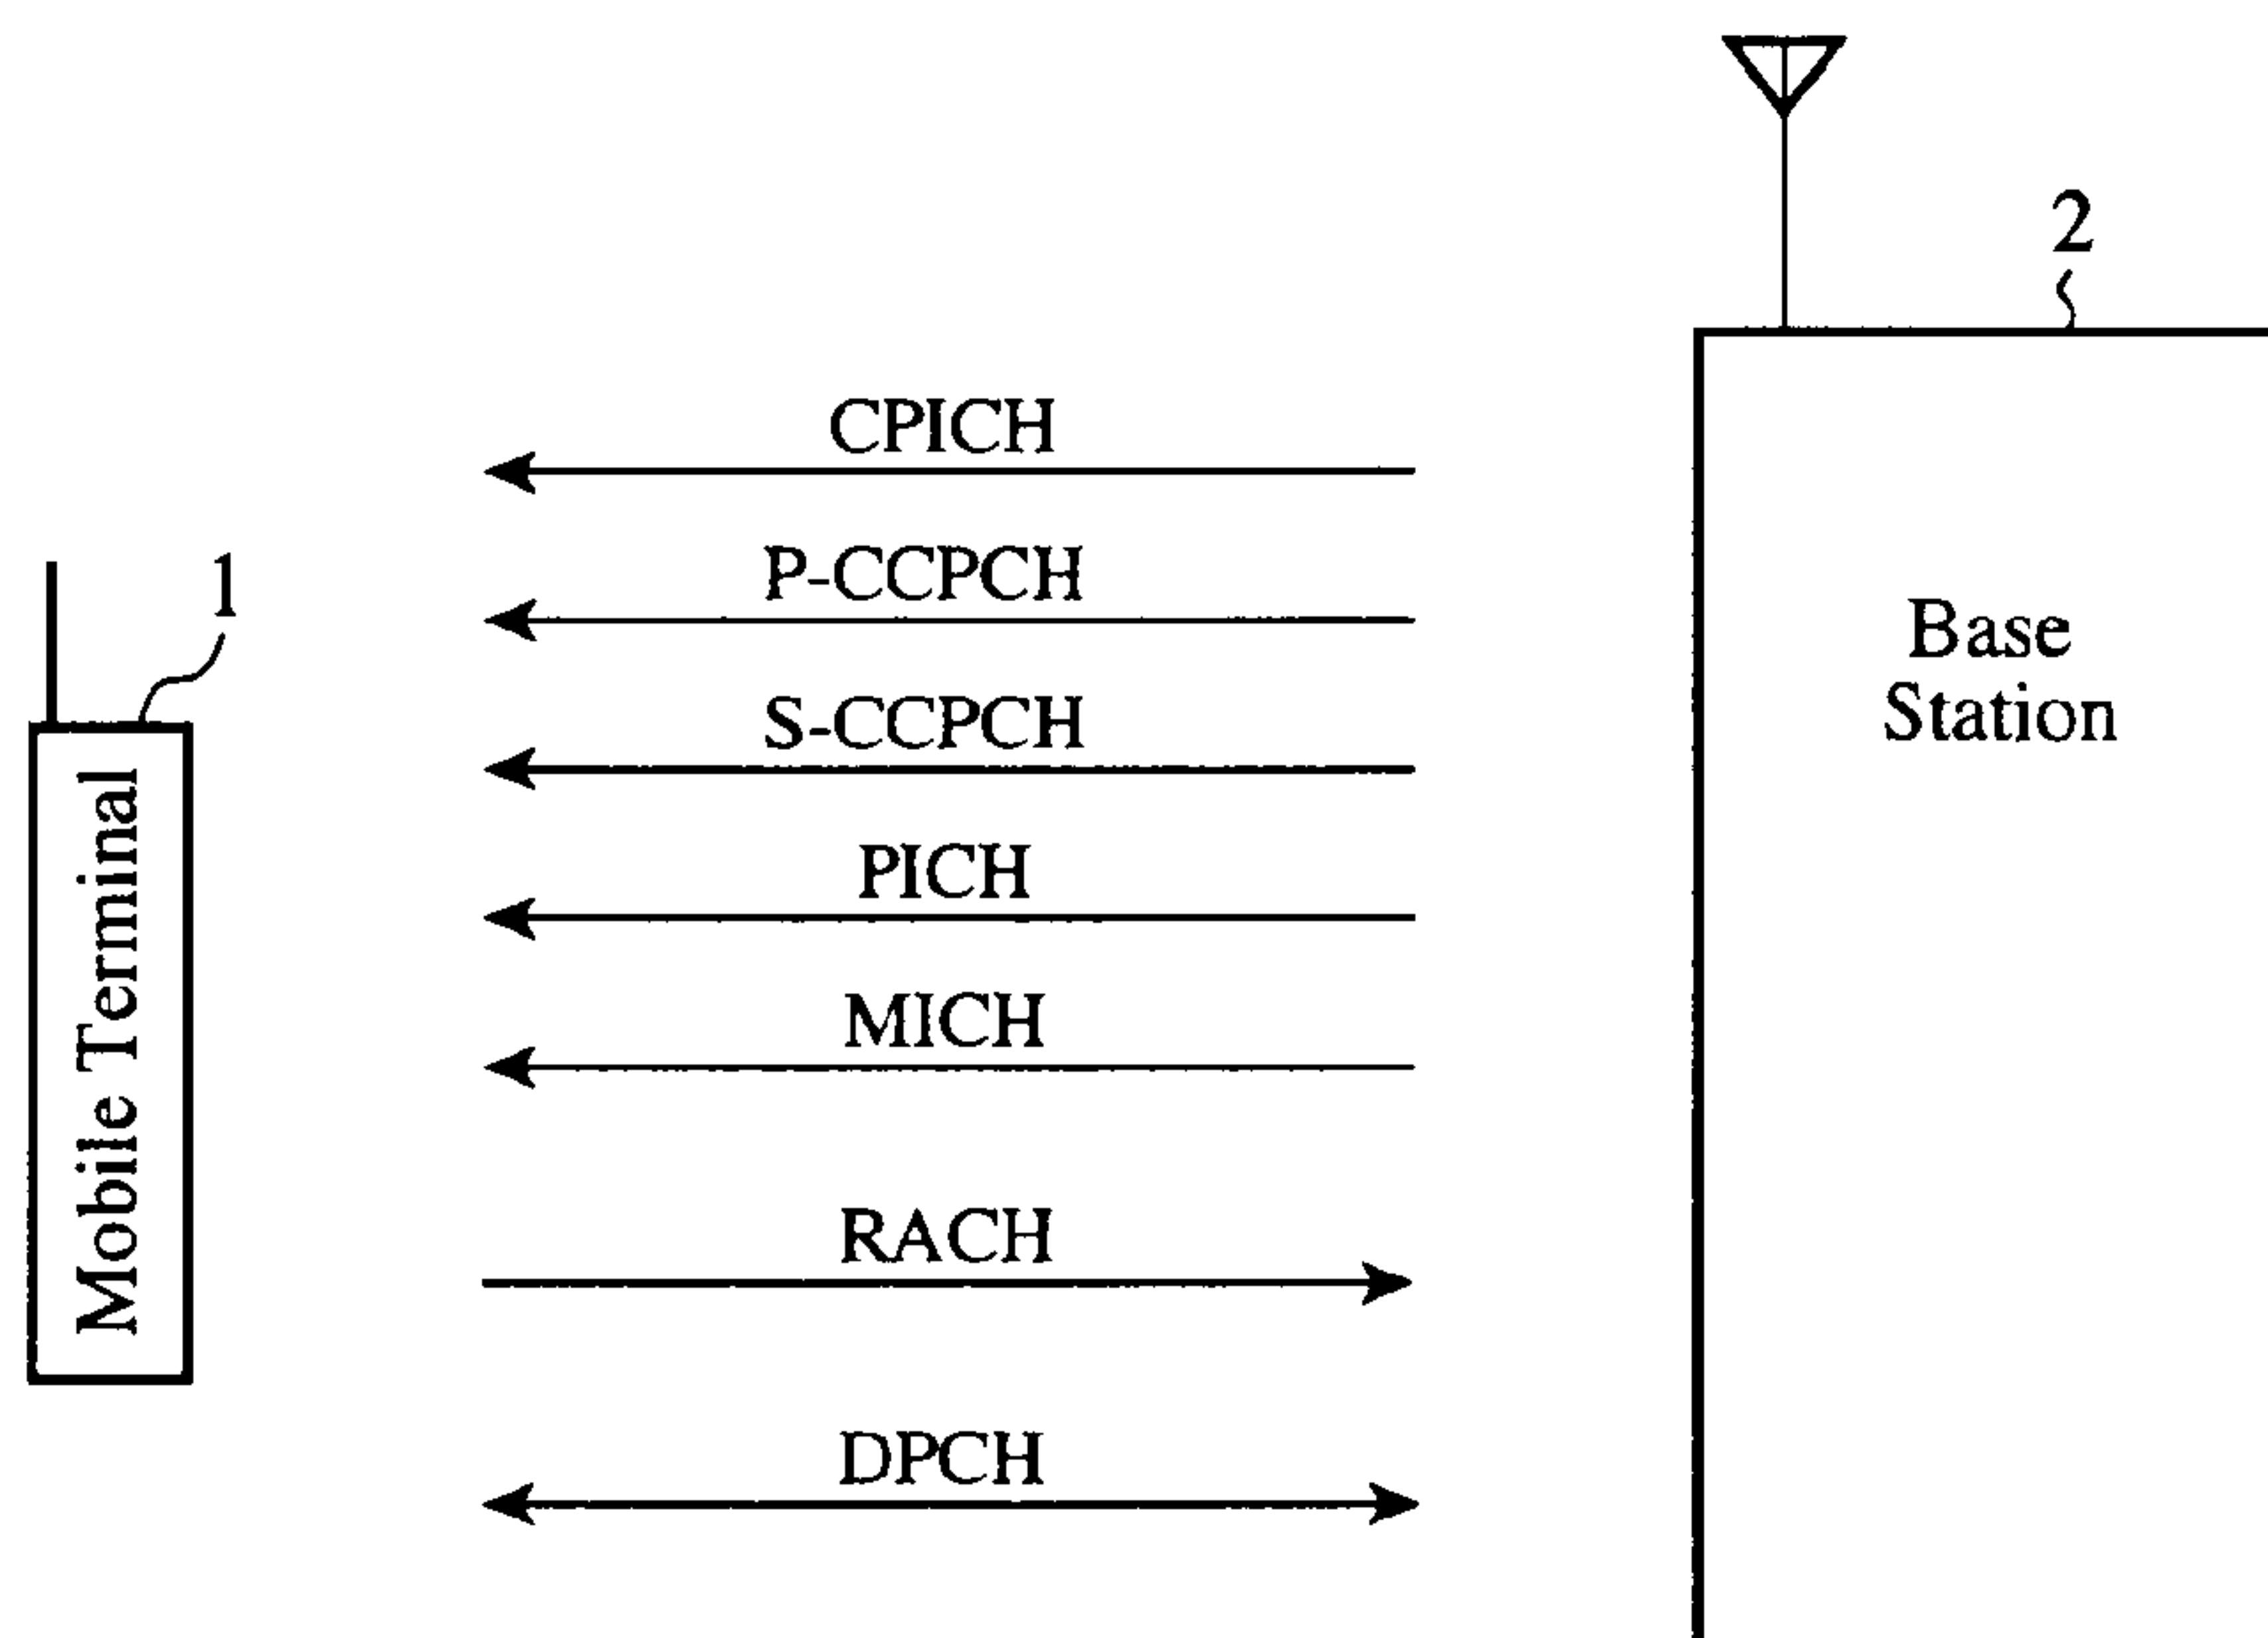 2
CPICH
P-CCPCH
1
Base
Station
S-CCPCH
Mobile Terminal
PICH
MICH
RACH
DPCH